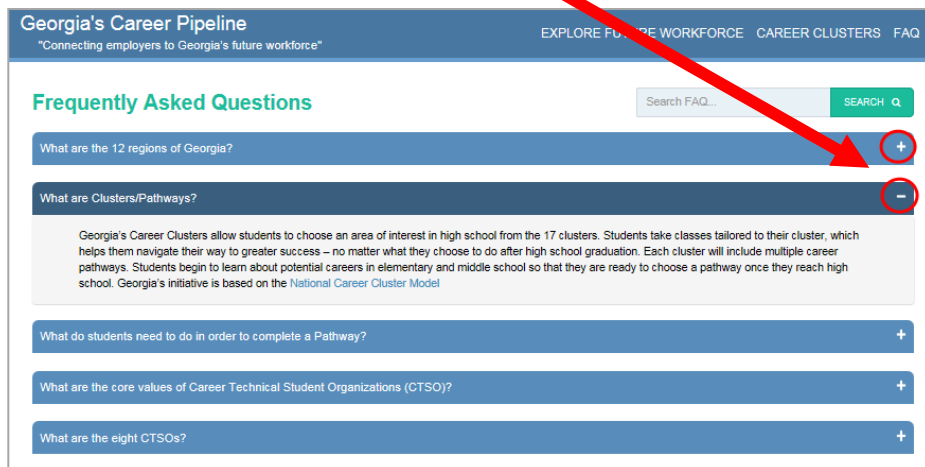 Georgia's Career Pipeline
"Connecting employers to Georgia's future workforce"
EXPLORE FUTURE WORKFORCE CAREER CLUSTERS FAQ
Frequently Asked Questions
Search FAQ...
SEARCH
What are the 12 regions of Georgia?
+
What are Clusters/Pathways?
−
Georgia's Career Clusters allow students to choose an area of interest in high school from the 17 clusters. Students take classes tailored to their cluster, which
helps them navigate their way to greater success – no matter what they choose to do after high school graduation. Each cluster will include multiple career
pathways. Students begin to learn about potential careers in elementary and middle school so that they are ready to choose a pathway once they reach high
school. Georgia's initiative is based on the National Career Cluster Model
What do students need to do in order to complete a Pathway?
+
What are the core values of Career Technical Student Organizations (CTSO)?
+
What are the eight CTSOs?
+